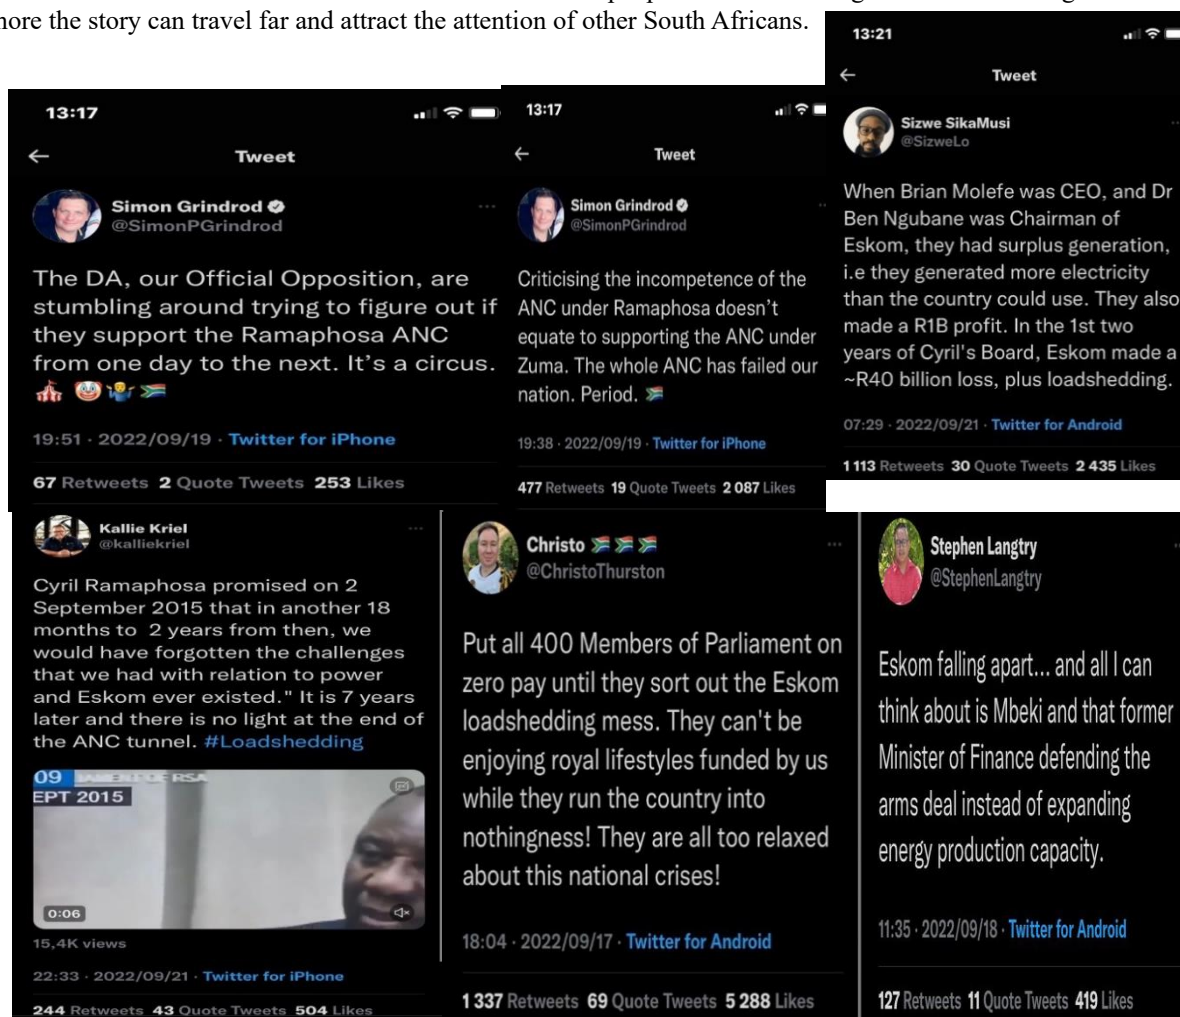 more the story can travel far and attract the attention of other South Africans.
13:17
Tweet
Simon Grindrod
@SimonPGrindrod
The DA, our Official Opposition, are
stumbling around trying to figure out if
they support the Ramaphosa ANC
from one day to the next. It's a circus.
🎪 🤡 🤷‍♂️ 🇿🇦
19:51 · 2022/09/19 · Twitter for iPhone
67 Retweets 2 Quote Tweets 253 Likes
13:17
Tweet
Simon Grindrod
@SimonPGrindrod
Criticising the incompetence of the
ANC under Ramaphosa doesn't
equate to supporting the ANC under
Zuma. The whole ANC has failed our
nation. Period. 🇿🇦
19:38 · 2022/09/19 · Twitter for iPhone
477 Retweets 19 Quote Tweets 2 087 Likes
13:21
Tweet
Sizwe SikaMusi
@SizweLo
When Brian Molefe was CEO, and Dr
Ben Ngubane was Chairman of
Eskom, they had surplus generation,
i.e they generated more electricity
than the country could use. They also
made a R1B profit. In the 1st two
years of Cyril's Board, Eskom made a
~R40 billion loss, plus loadshedding.
07:29 · 2022/09/21 · Twitter for Android
1 113 Retweets 30 Quote Tweets 2 435 Likes
Kallie Kriel
@kalliekriel
Cyril Ramaphosa promised on 2
September 2015 that in another 18
months to 2 years from then, we
would have forgotten the challenges
that we had with relation to power
and Eskom ever existed." It is 7 years
later and there is no light at the end of
the ANC tunnel. #Loadshedding
09 OF RSA
EPT 2015
0:06
15,4K views
22:33 · 2022/09/21 · Twitter for iPhone
244 Retweets 43 Quote Tweets 504 Likes
Christo 🇿🇦 🇿🇦 🇿🇦
@ChristoThurston
Put all 400 Members of Parliament on
zero pay until they sort out the Eskom
loadshedding mess. They can't be
enjoying royal lifestyles funded by us
while they run the country into
nothingness! They are all too relaxed
about this national crises!
18:04 · 2022/09/17 · Twitter for Android
1 337 Retweets 69 Quote Tweets 5 288 Likes
Stephen Langtry
@StephenLangtry
Eskom falling apart... and all I can
think about is Mbeki and that former
Minister of Finance defending the
arms deal instead of expanding
energy production capacity.
11:35 · 2022/09/18 · Twitter for Android
127 Retweets 11 Quote Tweets 419 Likes